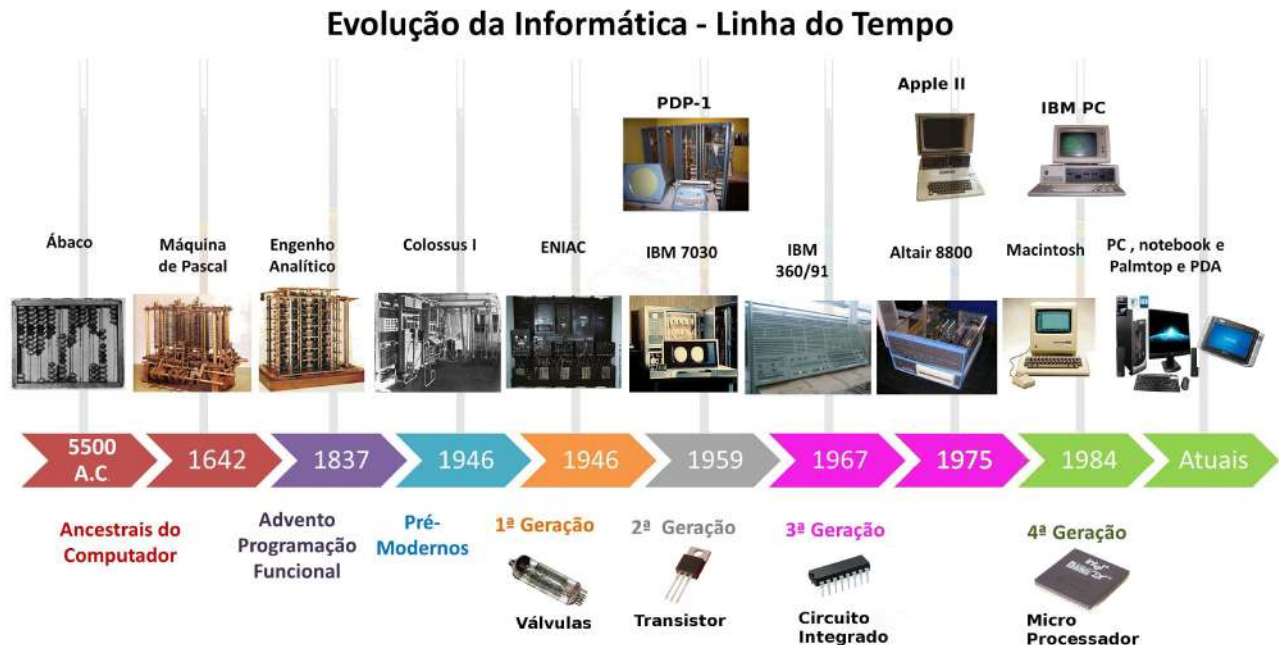 Evolução da Informática - Linha do Tempo
PDP-1
Apple II
IBM PC
Ábaco
Máquina
de Pascal
Engenho
Analítico
Colossus I
ENIAC
IBM 7030
IBM
360/91
Altair 8800
Macintosh
PC , notebook e
Palmtop e PDA
5500
A.C.
1642
1837
1946
1946
1959
1967
1975
1984
Atuais
Ancestrais do
Computador
Advento
Programação
Funcional
Pré-
Modernos
1ª Geração
2ª Geração
3ª Geração
4ª Geração
Válvulas
Transistor
Circuito
Integrado
intel
Micro
Processador